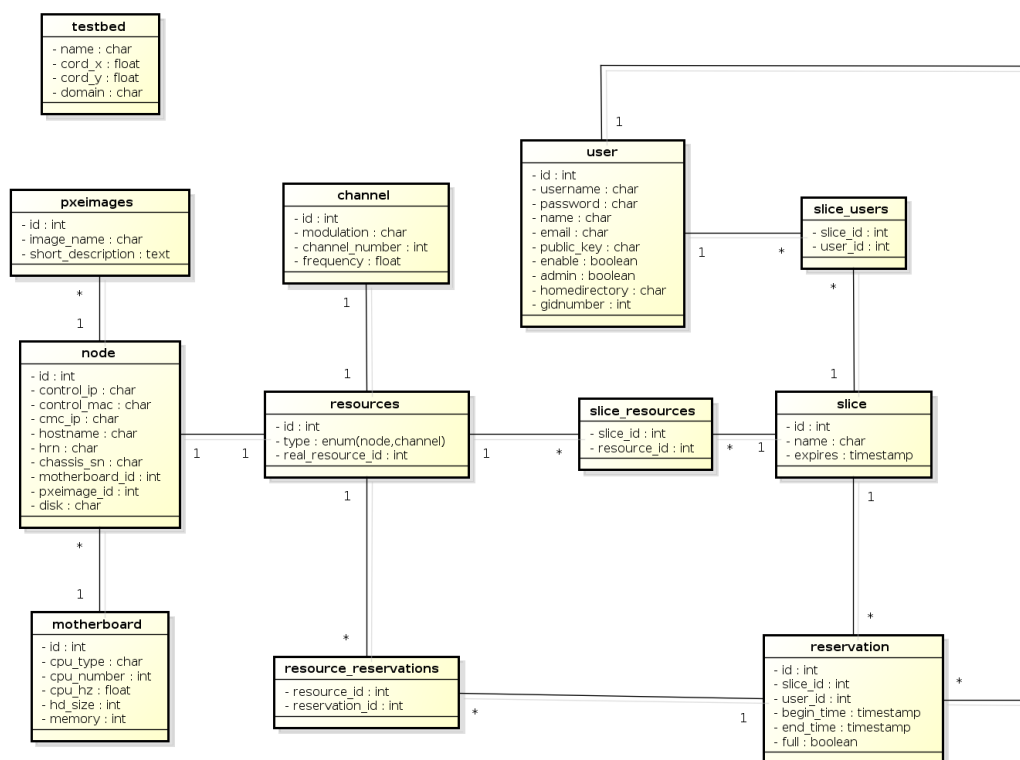 testbed
- name : char
- cord_x : float
- cord_y : float
- domain : char
1
user
- id : int
- username : char
- password : char
- name : char
- email : char
- public_key : char
- enable : boolean
- admin : boolean
- homedirectory : char
- gidnumber : int
1
*
slice_users
- slice_id : int
- user_id : int
*
1
pxeimages
- id : int
- image_name : char
- short_description : text
*
1
channel
- id : int
- modulation : char
- channel_number : int
- frequency : float
1
1
node
- id : int
- control_ip : char
- control_mac : char
- cmc_ip : char
- hostname : char
- hrn : char
- chassis_sn : char
- motherboard_id : int
- pxeimage_id : int
- disk : char
1
1
resources
- id : int
- type : enum(node,channel)
- real_resource_id : int
1
*
slice_resources
- slice_id : int
- resource_id : int
*
1
slice
- id : int
- name : char
- expires : timestamp
*
1
1
*
1
*
motherboard
- id : int
- cpu_type : char
- cpu_number : int
- cpu_hz : float
- hd_size : int
- memory : int
resource_reservations
- resource_id : int
- reservation_id : int
*
1
reservation
- id : int
- slice_id : int
- user_id : int
- begin_time : timestamp
- end_time : timestamp
- full : boolean
*